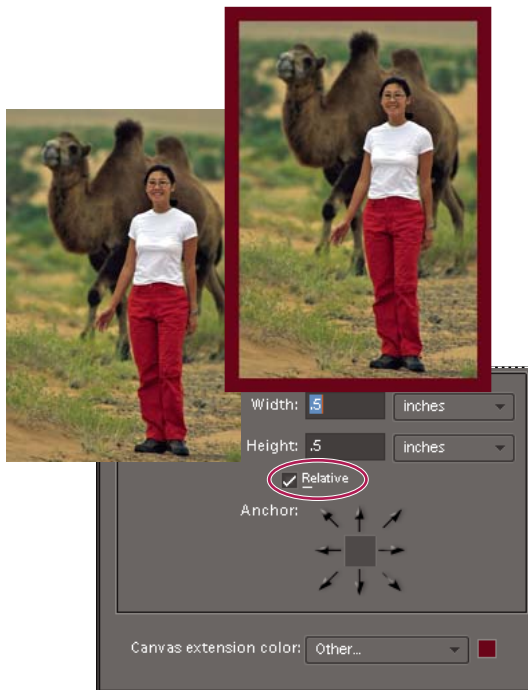 Width: .5 inches
Height: .5 inches
Relative
Anchor:
Canvas extension color: Other...